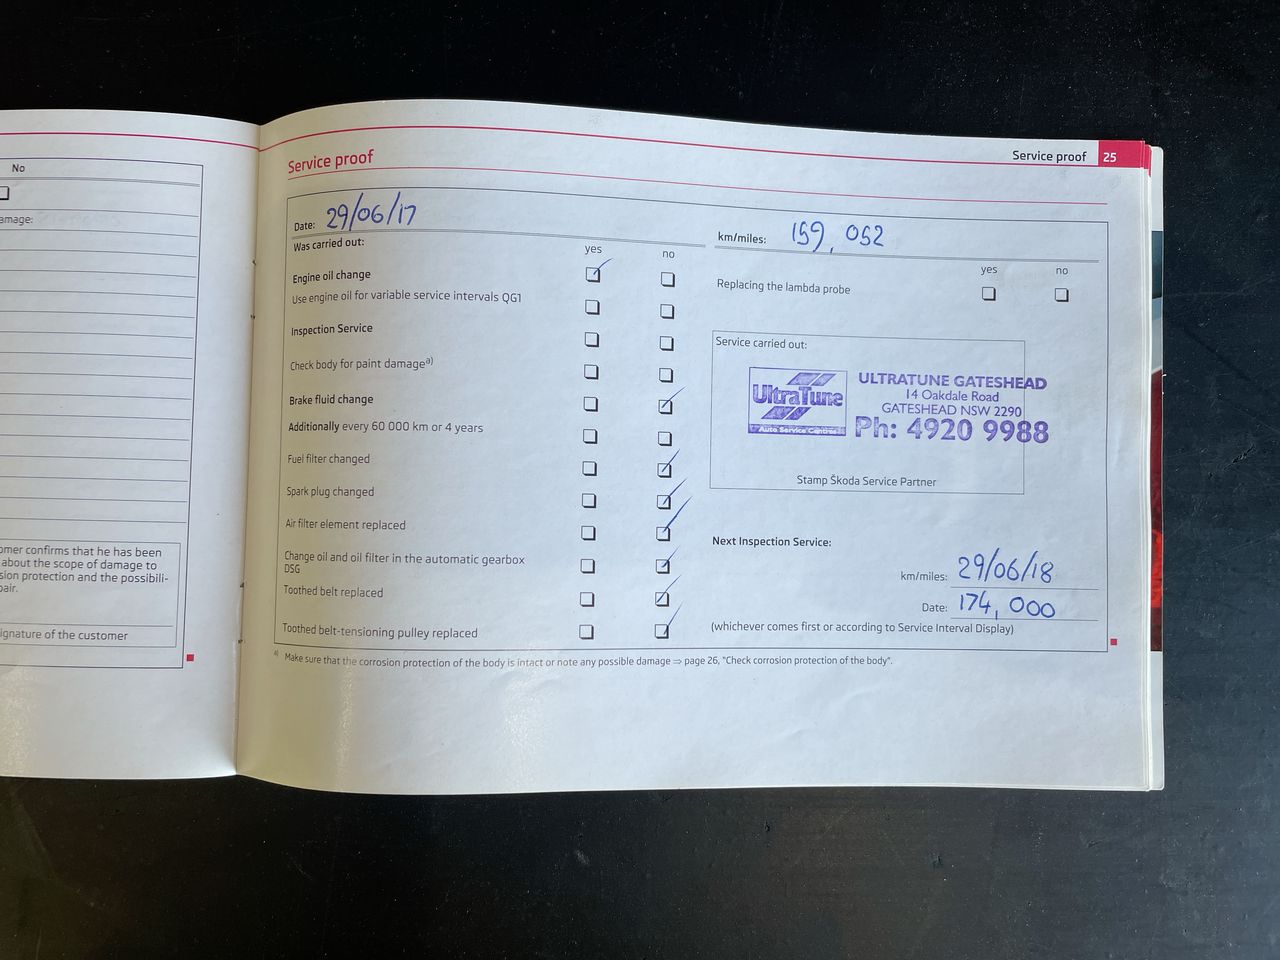 No
amage:
omer confirms that he has been
about the scope of damage to
sion protection and the possibili-
pair.
ignature of the customer
Service proof 25
Service proof
Date: 29/06/17
km/miles: 159,052
Was carried out:
yes no
Engine oil change
Use engine oil for variable service intervals QG1
Inspection Service
Check body for paint damage a)
Brake fluid change
Additionally every 60 000 km or 4 years
Fuel filter changed
Spark plug changed
Air filter element replaced
Change oil and oil filter in the automatic gearbox
DSG
Toothed belt replaced
Toothed belt-tensioning pulley replaced
yes no
Replacing the lambda probe
Service carried out:
UltraTune
Auto Service Centres
ULTRATUNE GATESHEAD
14 Oakdale Road
GATESHEAD NSW 2290
Ph: 4920 9988
Stamp Škoda Service Partner
Next Inspection Service:
km/miles: 29/06/18
Date: 174,000
(whichever comes first or according to Service Interval Display)
a) Make sure that the corrosion protection of the body is intact or note any possible damage ⇒ page 26, "Check corrosion protection of the body".